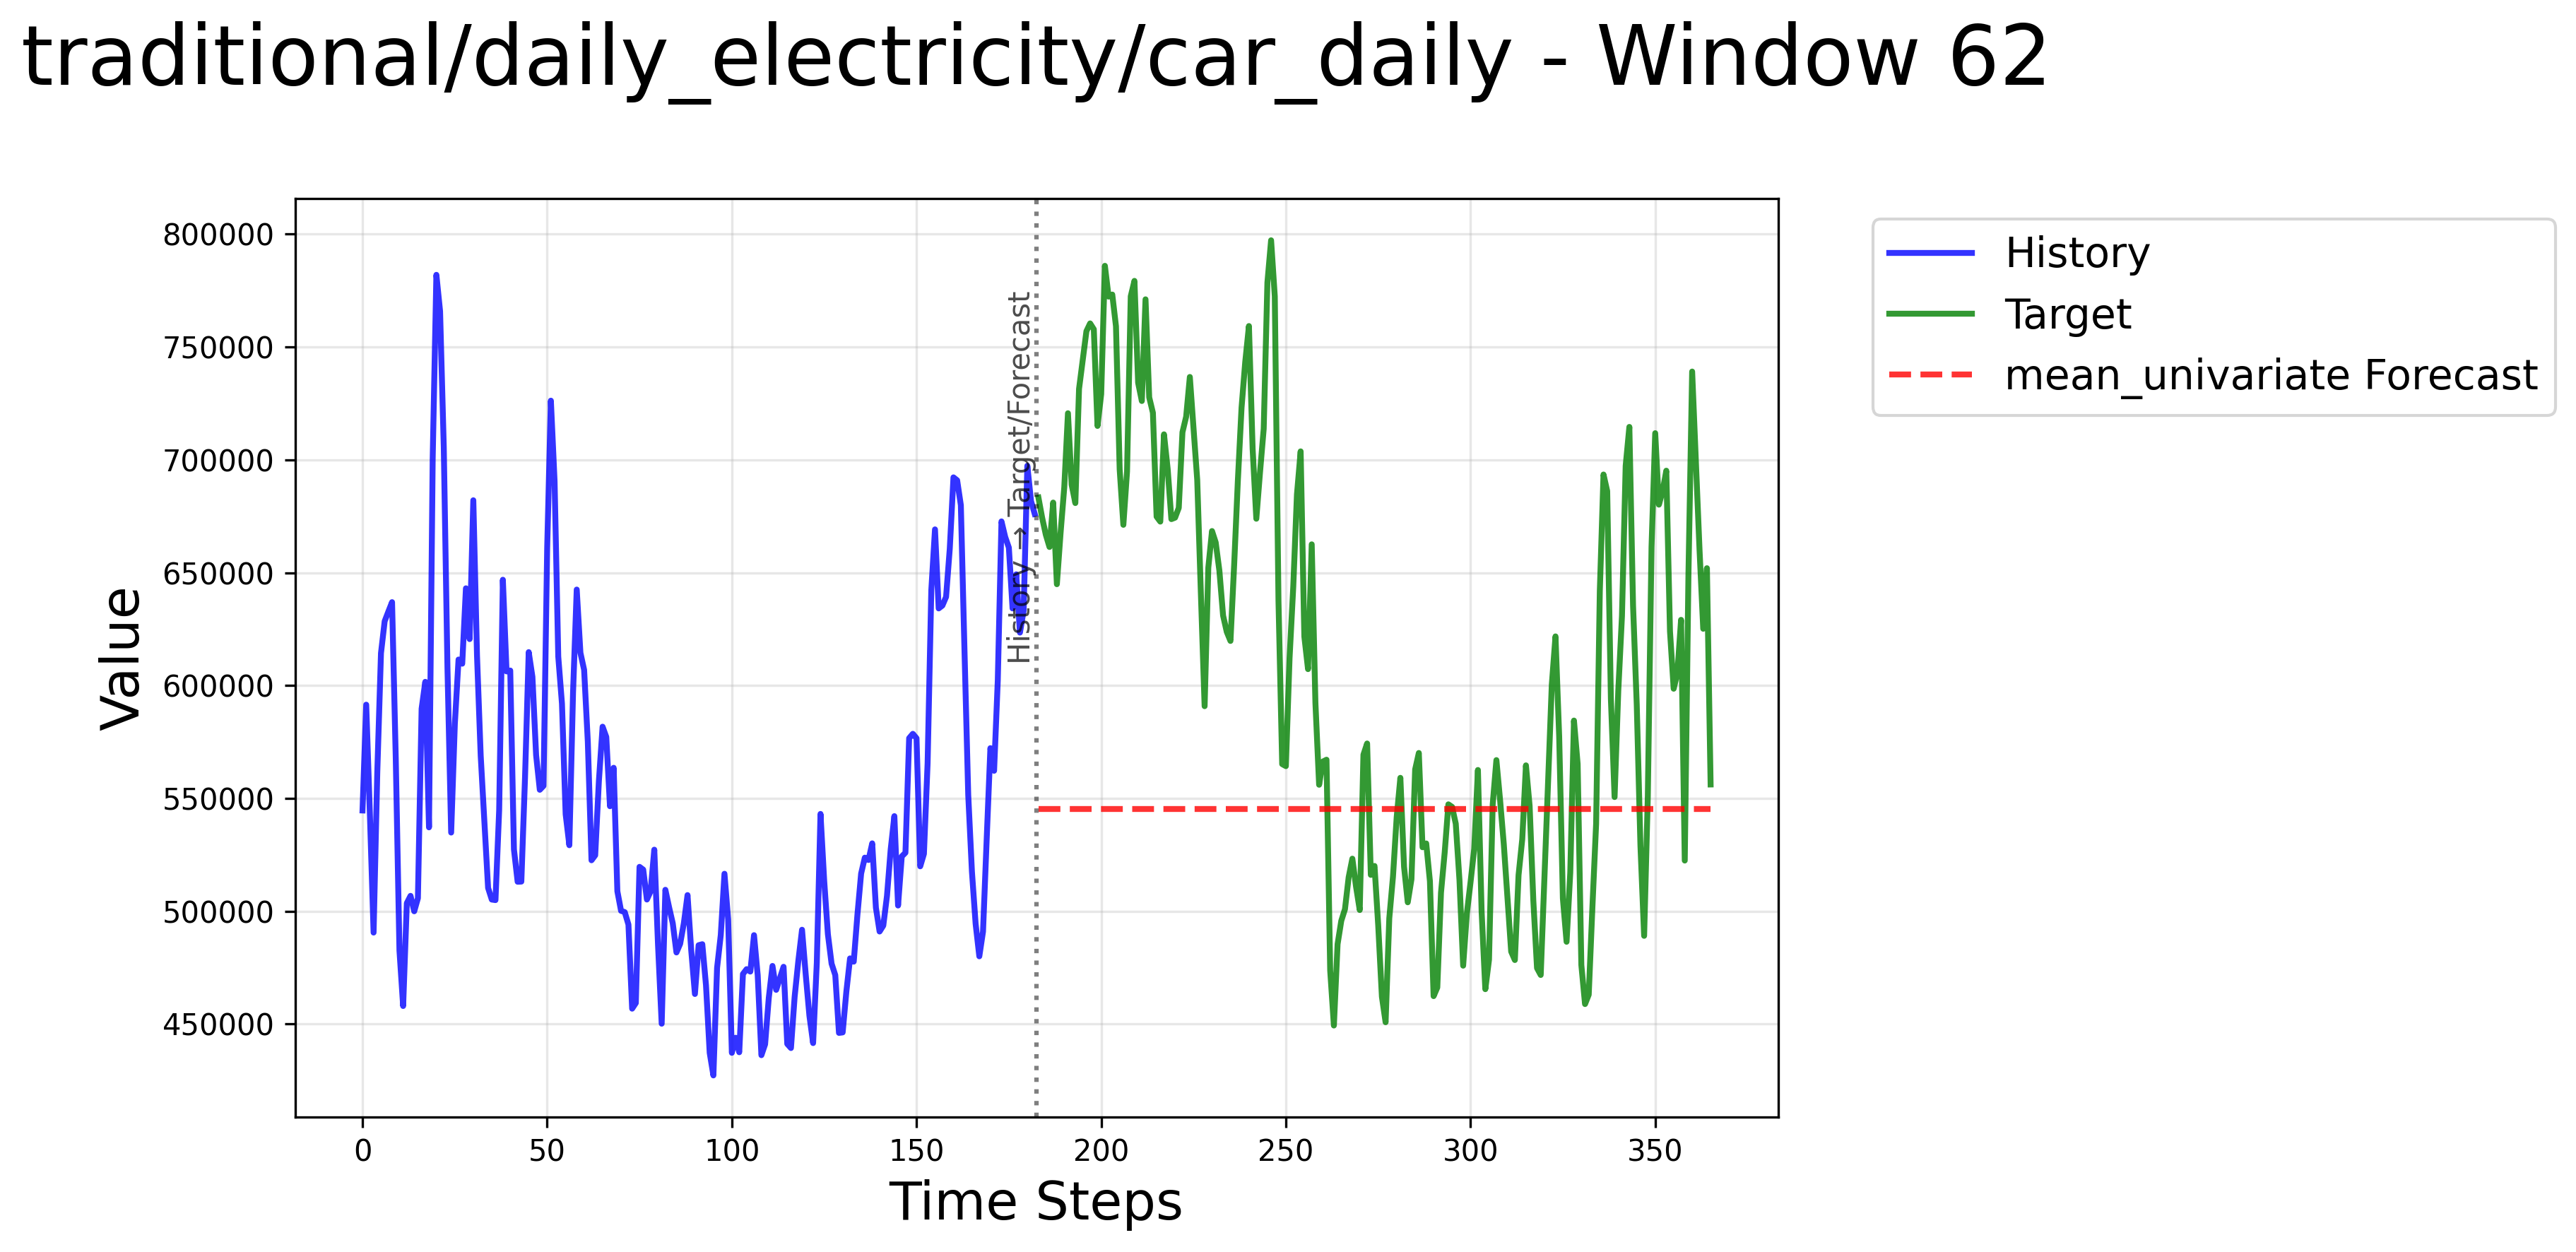 traditional/daily_electricity/car_daily - Window 62
History
Target
mean_univariate Forecast
History → Target/Forecast
Value
800000
750000
700000
650000
600000
550000
500000
450000
0
50
100
150
200
250
300
350
Time Steps